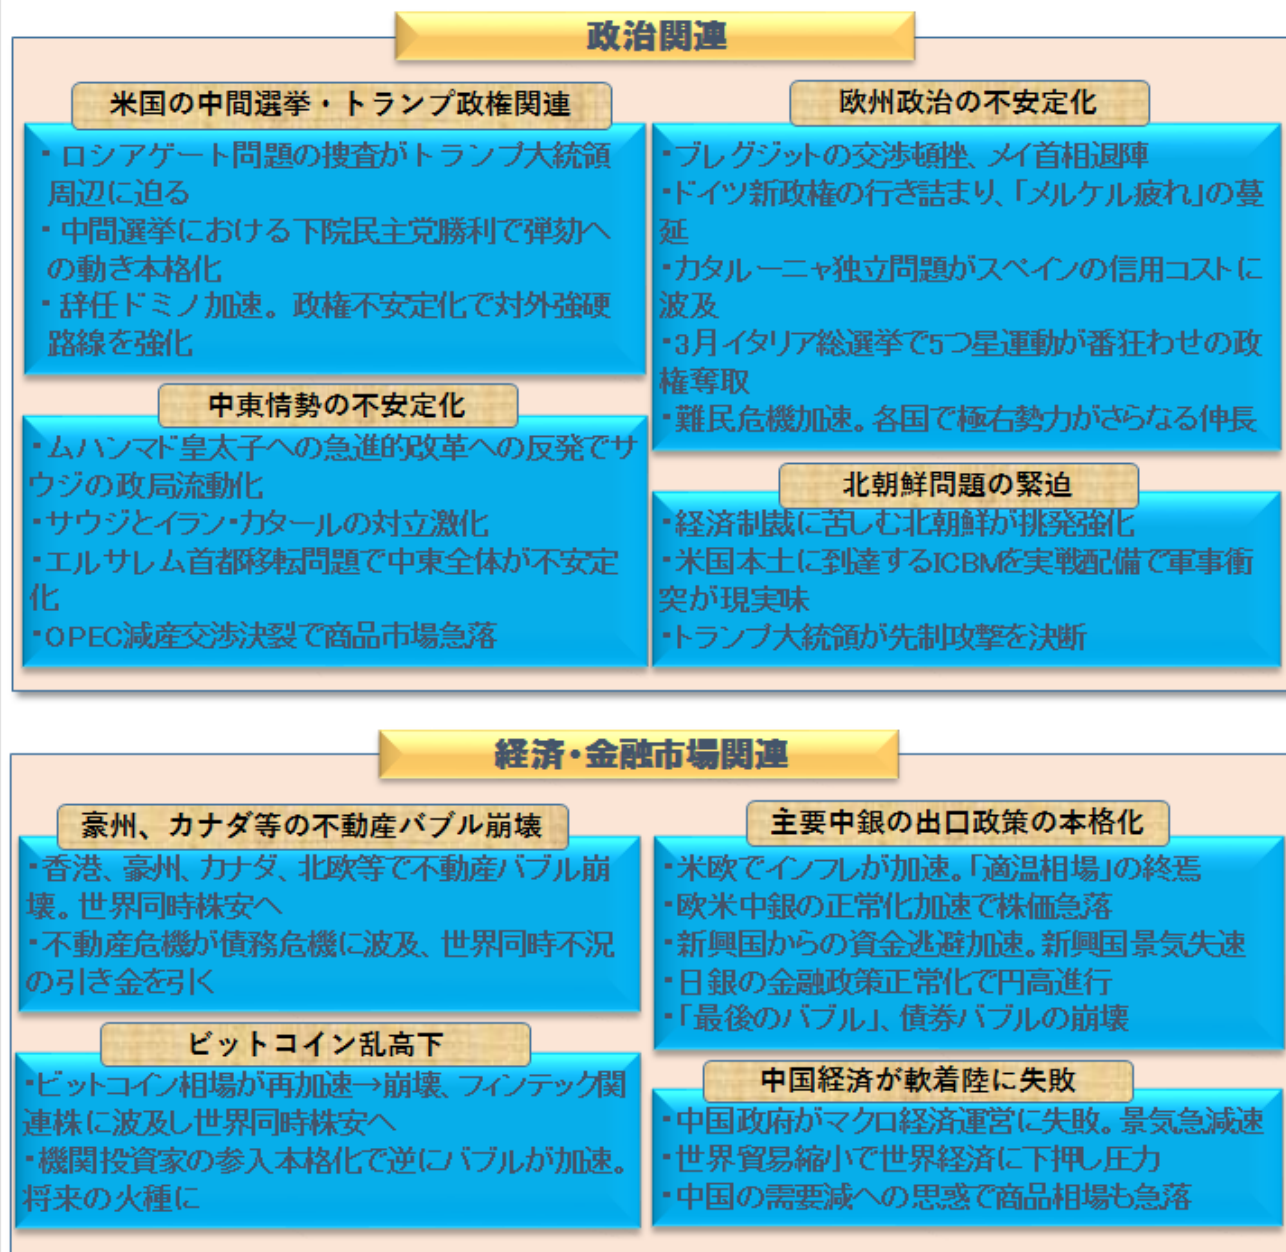 政治関連
米国の中間選挙・トランプ政権関連
・ロシアゲート問題の捜査がトランプ大統領
周辺に迫る
・中間選挙における下院民主党勝利で弾劾へ
の動き本格化
・辞任ドミノ加速。政権不安定化で対外強硬
路線を強化
中東情勢の不安定化
・ムハンマド皇太子への急進的改革への反発でサ
ウジの政局流動化
・サウジとイラン・カタールの対立激化
・エルサレム首都移転問題で中東全体が不安定
化
・OPEC減産交渉決裂で商品市場急落
欧州政治の不安定化
・ブレグジットの交渉頓挫、メイ首相退陣
・ドイツ新政権の行き詰まり、「メルケル疲れ」の蔓
延
・カタルーニャ独立問題がスペインの信用コストに
波及
・3月イタリア総選挙で5つ星運動が番狂わせの政
権奪取
・難民危機加速。各国で極右勢力がさらなる伸長
北朝鮮問題の緊迫
・経済制裁に苦しむ北朝鮮が挑発強化
・米国本土に到達するICBMを実戦配備で軍事衝
突が現実味
・トランプ大統領が先制攻撃を決断
経済・金融市場関連
豪州、カナダ等の不動産バブル崩壊
・香港、豪州、カナダ、北欧等で不動産バブル崩
壊。世界同時株安へ
・不動産危機が債務危機に波及、世界同時不況
の引き金を引く
ビットコイン乱高下
・ビットコイン相場が再加速→崩壊、フィンテック関
連株に波及し世界同時株安へ
・機関投資家の参入本格化で逆にバブルが加速。
将来の火種に
主要中銀の出口政策の本格化
・米欧でインフレが加速。「適温相場」の終焉
・欧米中銀の正常化加速で株価急落
・新興国からの資金逃避加速。新興国景気失速
・日銀の金融政策正常化で円高進行
・「最後のバブル」、債券バブルの崩壊
中国経済が軟着陸に失敗
・中国政府がマクロ経済運営に失敗。景気急減速
・世界貿易縮小で世界経済に下押し圧力
・中国の需要減への思惑で商品相場も急落